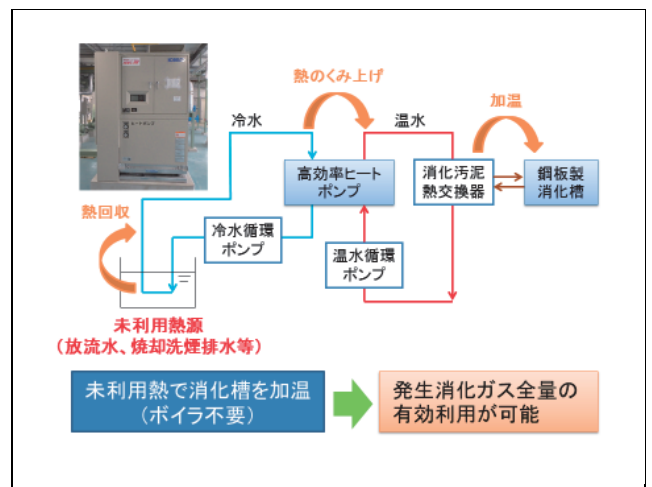 熱のくみ上げ
加温
冷水
温水
高効率ヒート
ポンプ
消化汚泥
熱交換器
鋼板製
消化槽
熱回収
冷水循環
ポンプ
温水循環
ポンプ
未利用熱源
（放流水、焼却洗煙排水等）
未利用熱で消化槽を加温
（ボイラ不要）
発生消化ガス全量の
有効利用が可能